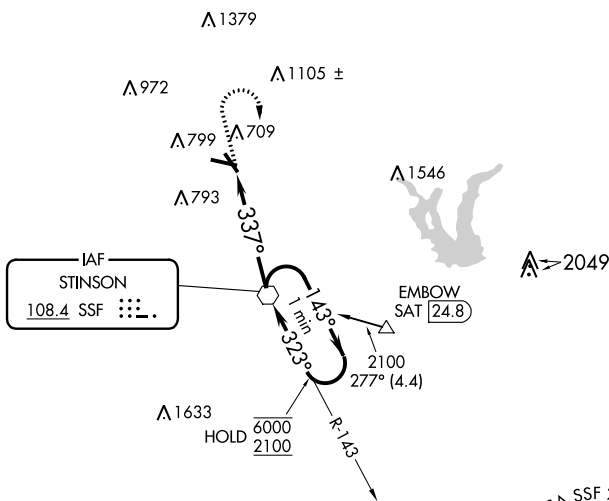 1379
1105 ±
972
799
709
1546
793
337°
2049
IAF
STINSON
108.4 SSF
EMBOW
SAT 24.8
143°
1 min
323°
2100
277° (4.4)
1633
HOLD
6000
2100
R-143
SSF